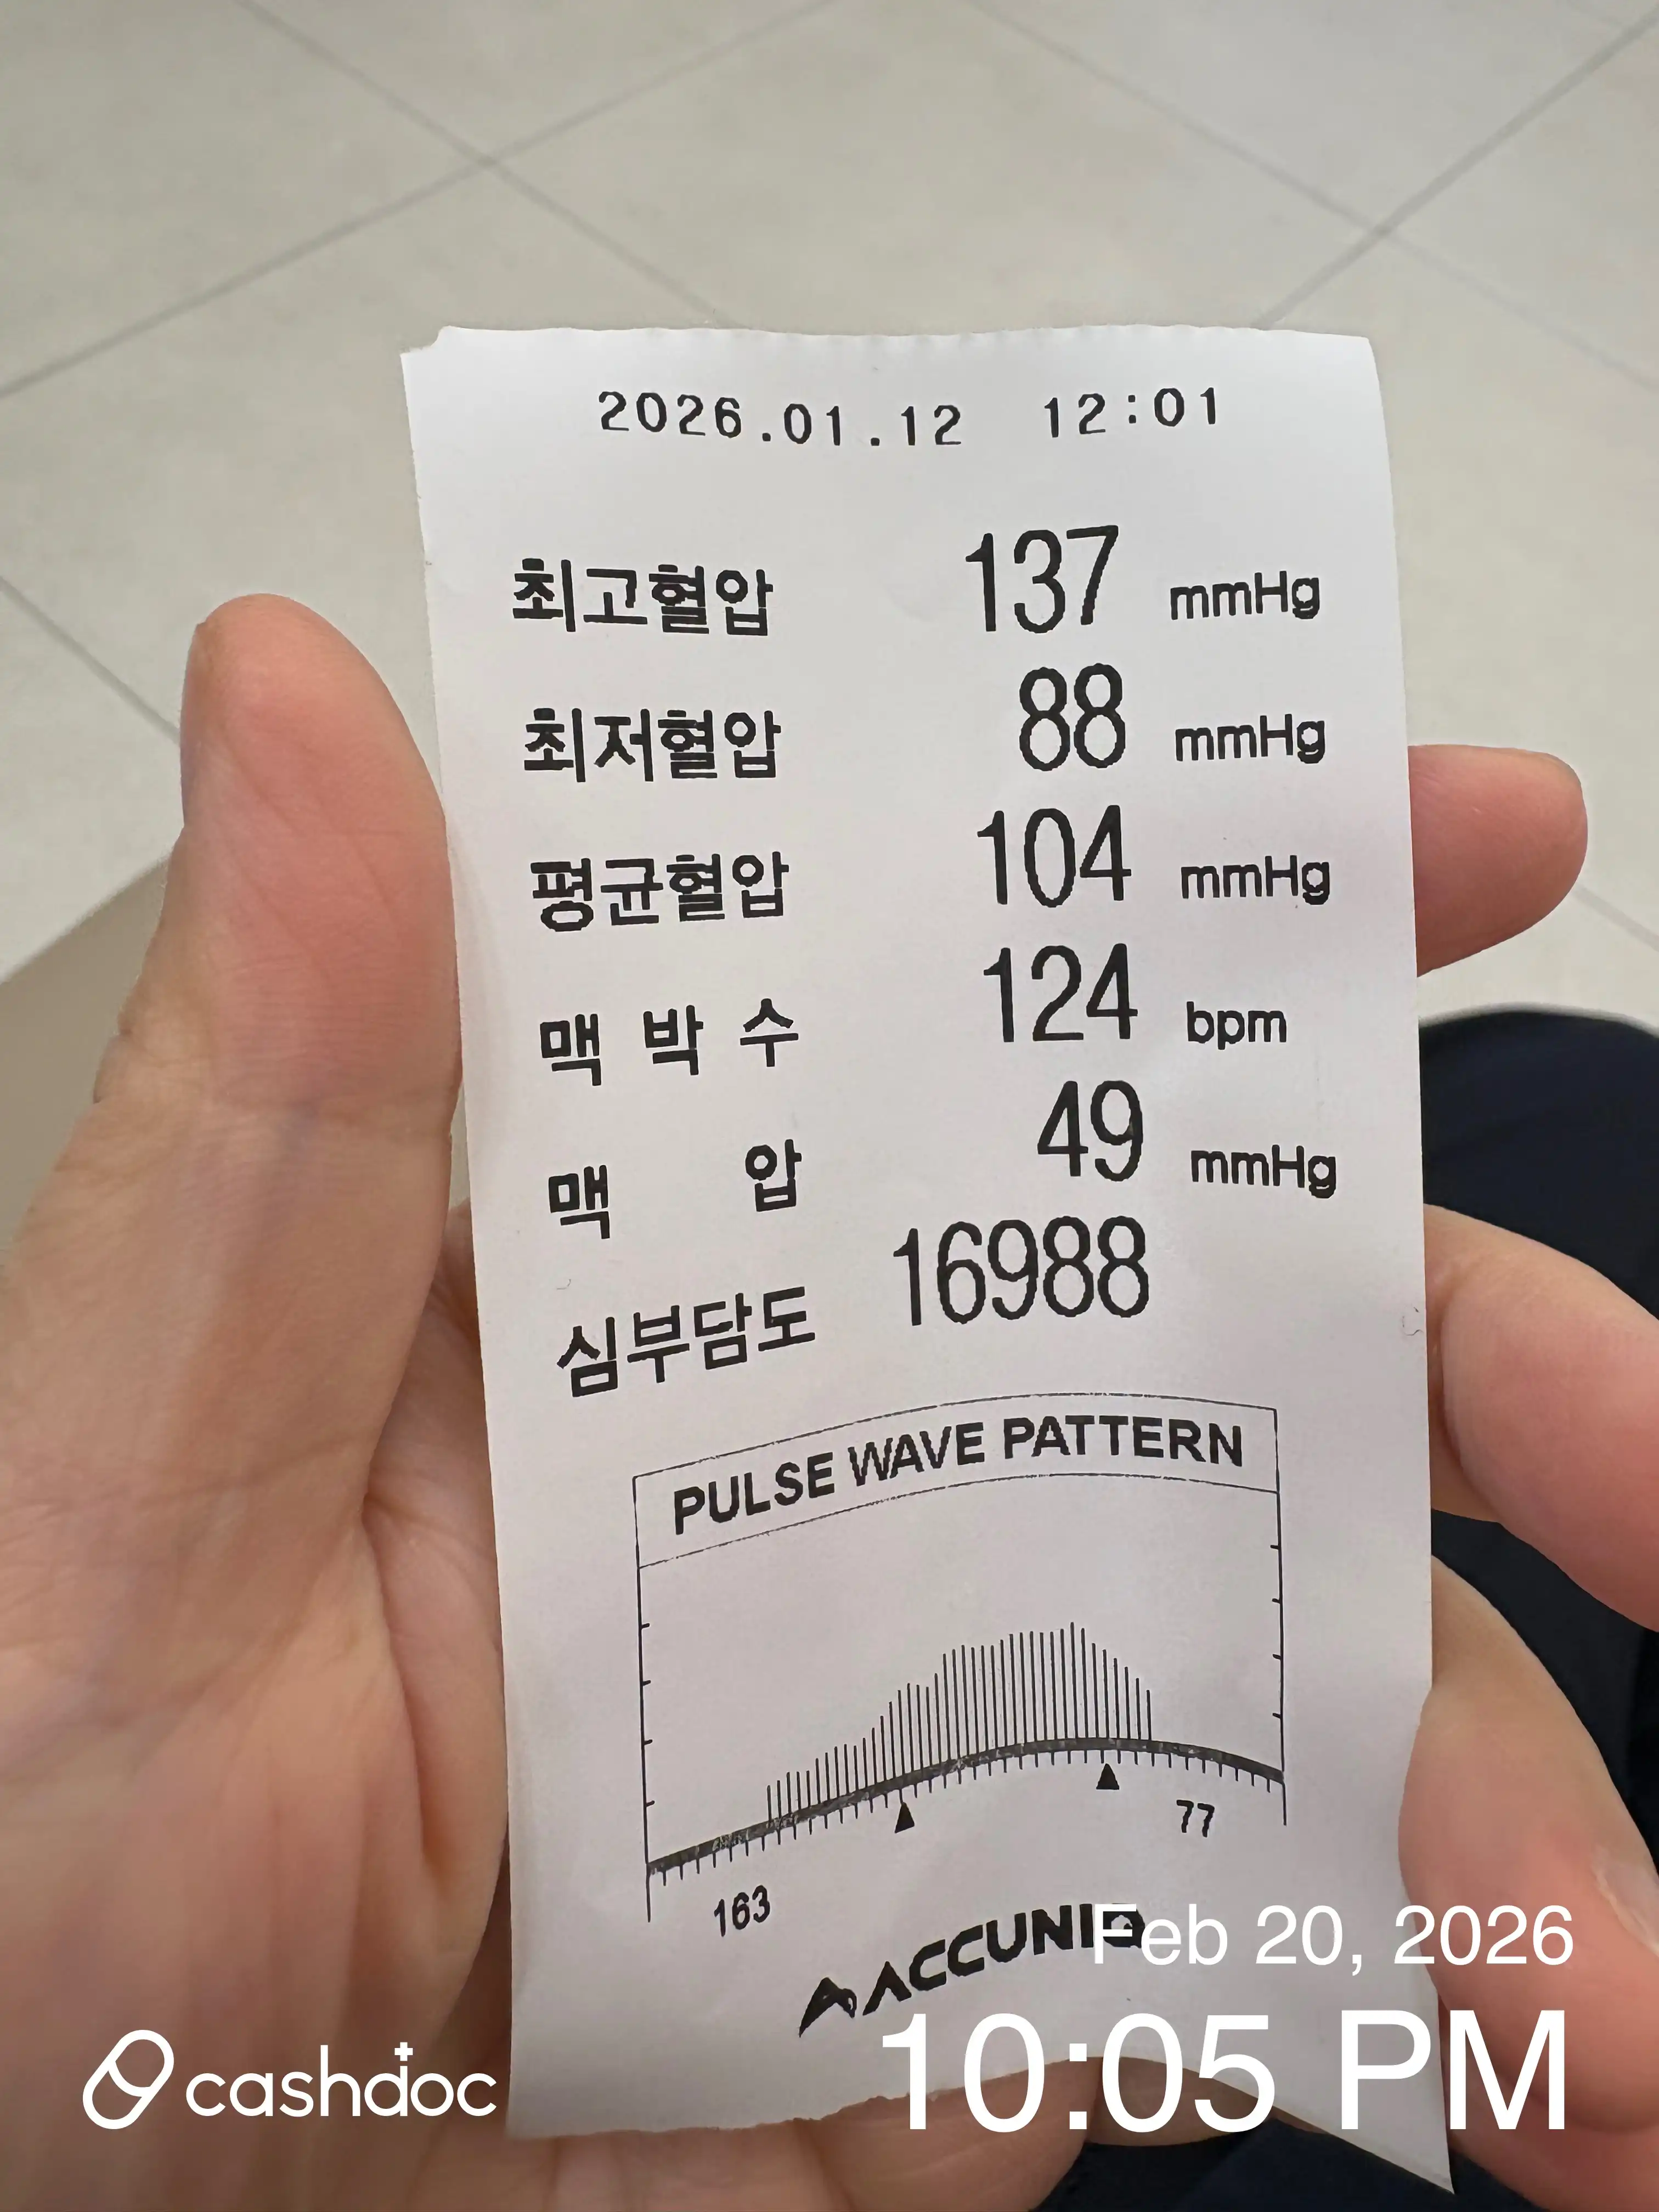 2026.01.12 12:01
최고혈압 137 mmHg
최저혈압 88 mmHg
평균혈압 104 mmHg
맥 박 수 124 bpm
맥 압 49 mmHg
심부담도 16988
PULSE WAVE PATTERN
163 77
ACCUNIQ
Feb 20, 2026
10:05 PM
cashdoc